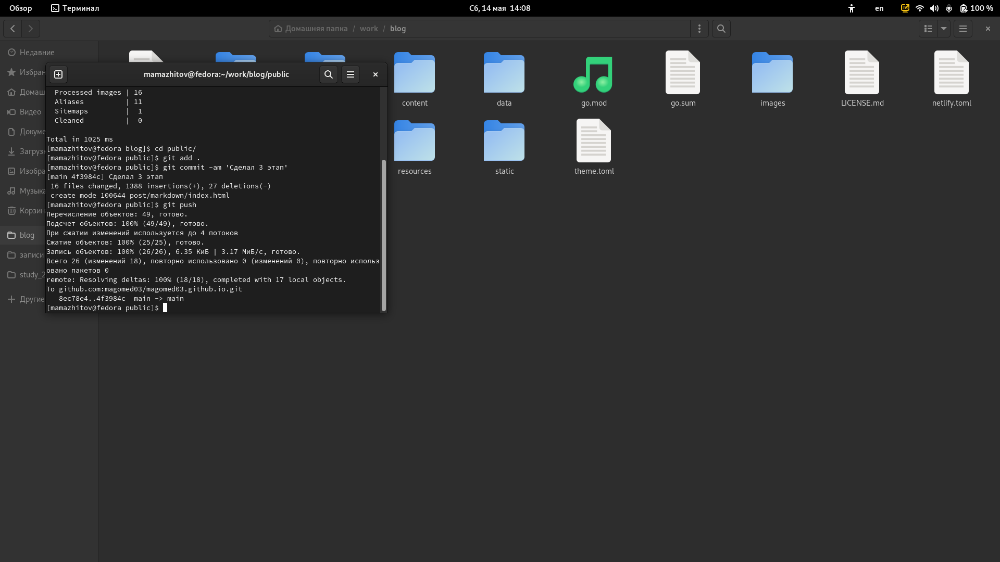 Обзор
Терминал
Сб, 14 мая 14:08
en
100 %
Домашняя папка / work / blog
Недавние
Избран
Домаш
Видео
Докуме
Загруз
Изобра
Музыка
Корзин
blog
записи
study_2
Другие
content
data
go.mod
go.sum
images
LICENSE.md
netlify.toml
resources
static
theme.toml
mamazhitov@fedora:~/work/blog/public
Processed images | 16
Aliases | 11
Sitemaps | 1
Cleaned | 0
Total in 1025 ms
[mamazhitov@fedora blog]$ cd public/
[mamazhitov@fedora public]$ git add .
[mamazhitov@fedora public]$ git commit -am 'Сделал 3 этап'
[main 4f3984c] Сделал 3 этап
16 files changed, 1388 insertions(+), 27 deletions(-)
create mode 100644 post/markdown/index.html
[mamazhitov@fedora public]$ git push
Перечисление объектов: 49, готово.
Подсчет объектов: 100% (49/49), готово.
При сжатии изменений используется до 4 потоков
Сжатие объектов: 100% (25/25), готово.
Запись объектов: 100% (26/26), 6.35 КиБ | 3.17 МиБ/с, готово.
Всего 26 (изменений 18), повторно использовано 0 (изменений 0), повторно использ
овано пакетов 0
remote: Resolving deltas: 100% (18/18), completed with 17 local objects.
To github.com:magomed03/magomed03.github.io.git
8ec78e4..4f3984c main -> main
[mamazhitov@fedora public]$